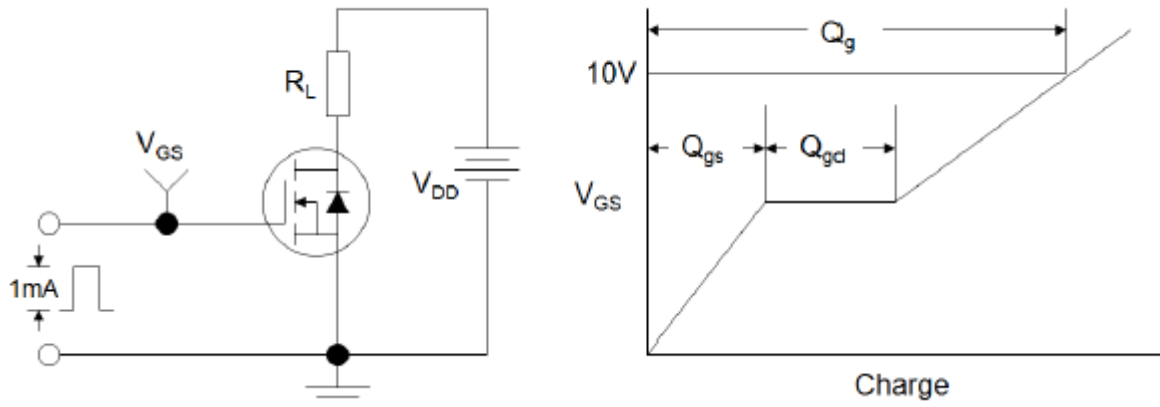 R_L
V_GS
V_DD
1mA
Q_g
10V
Q_gs
Q_gd
V_GS
Charge